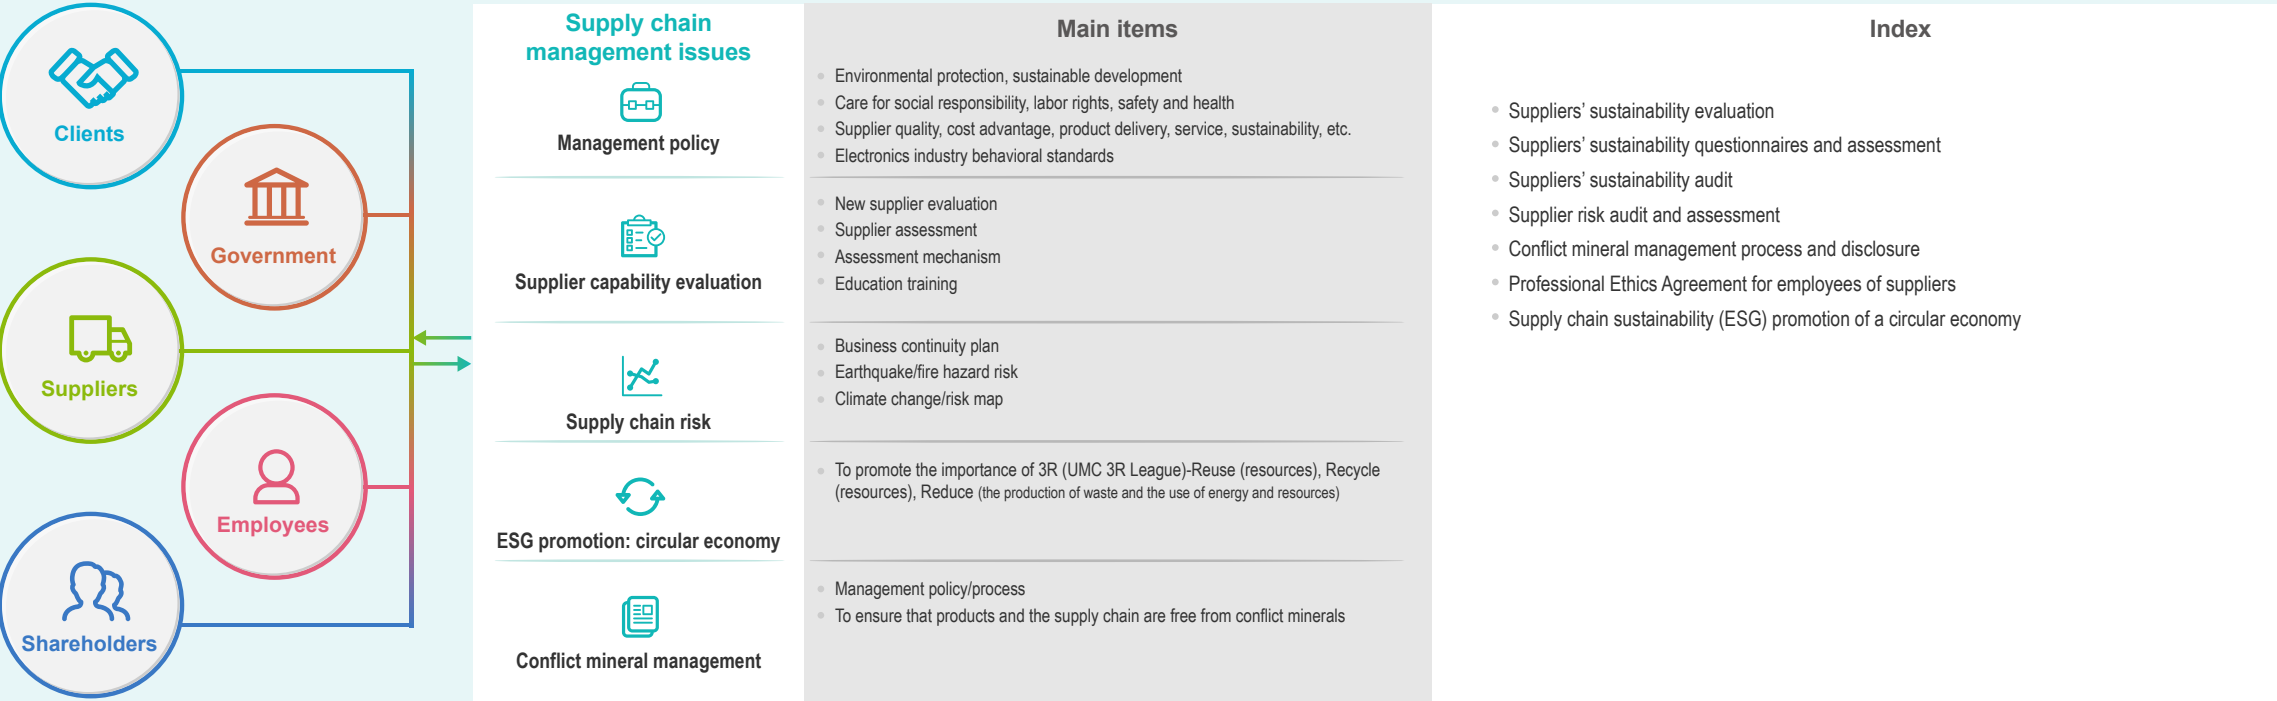 Clients
Government
Suppliers
Employees
Shareholders
Supply chain
management issues
Management policy
Supplier capability evaluation
Supply chain risk
ESG promotion: circular economy
Conflict mineral management
Main items
Environmental protection, sustainable development
Care for social responsibility, labor rights, safety and health
Supplier quality, cost advantage, product delivery, service, sustainability, etc.
Electronics industry behavioral standards
New supplier evaluation
Supplier assessment
Assessment mechanism
Education training
Business continuity plan
Earthquake/fire hazard risk
Climate change/risk map
To promote the importance of 3R (UMC 3R League)-Reuse (resources), Recycle
(resources), Reduce (the production of waste and the use of energy and resources)
Management policy/process
To ensure that products and the supply chain are free from conflict minerals
Index
Suppliers’ sustainability evaluation
Suppliers’ sustainability questionnaires and assessment
Suppliers’ sustainability audit
Supplier risk audit and assessment
Conflict mineral management process and disclosure
Professional Ethics Agreement for employees of suppliers
Supply chain sustainability (ESG) promotion of a circular economy